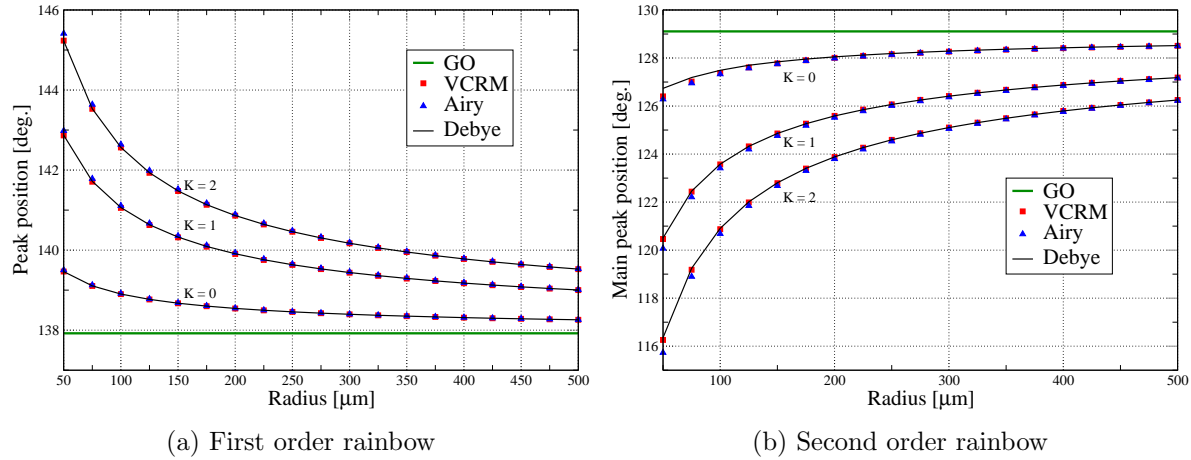 146
144
142
140
138
136
Peak position [deg.]
GO
VCRM
Airy
Debye
K = 2
K = 1
K = 0
50 100 150 200 250 300 350 400 450 500
Radius [μm]
(a) First order rainbow
130
128
126
124
122
120
118
116
114
Main peak position [deg.]
K = 0
K = 1
K = 2
GO
VCRM
Airy
Debye
100 200 300 400 500
Radius [μm]
(b) Second order rainbow